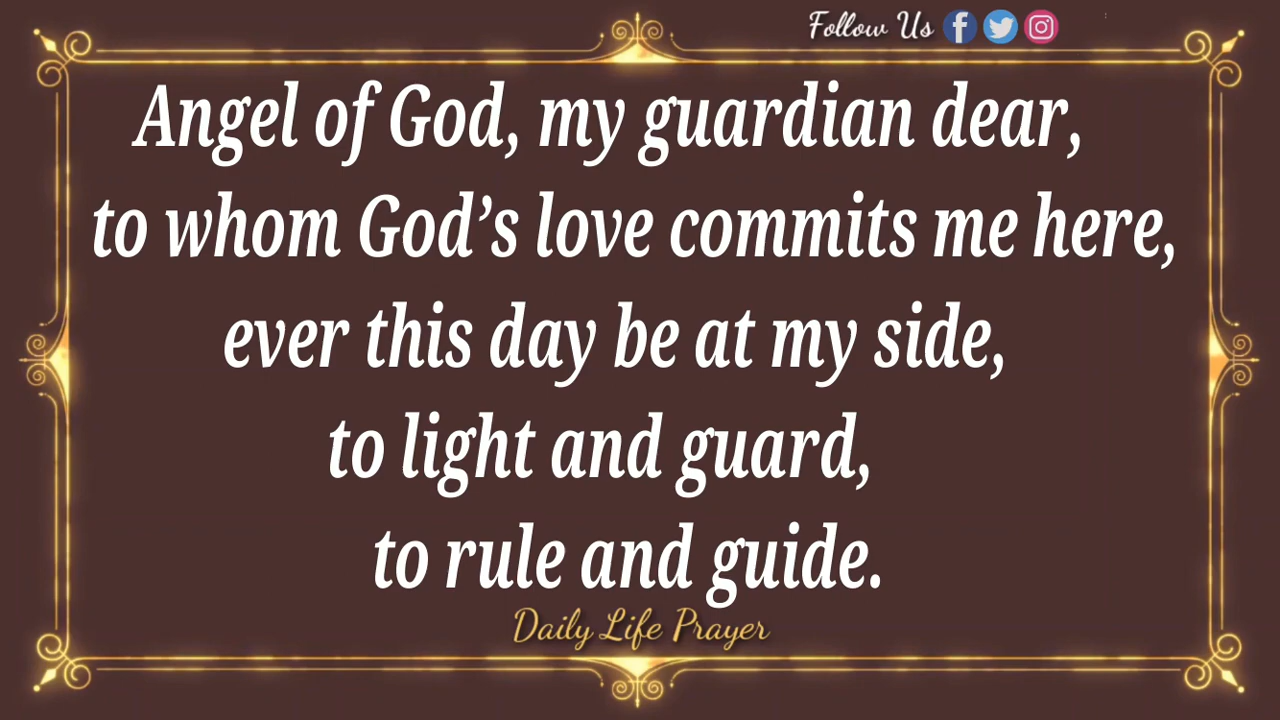 Follow Us
Angel of God, my guardian dear,
to whom God’s love commits me here,
ever this day be at my side,
to light and guard,
to rule and guide.
Daily Life Prayer